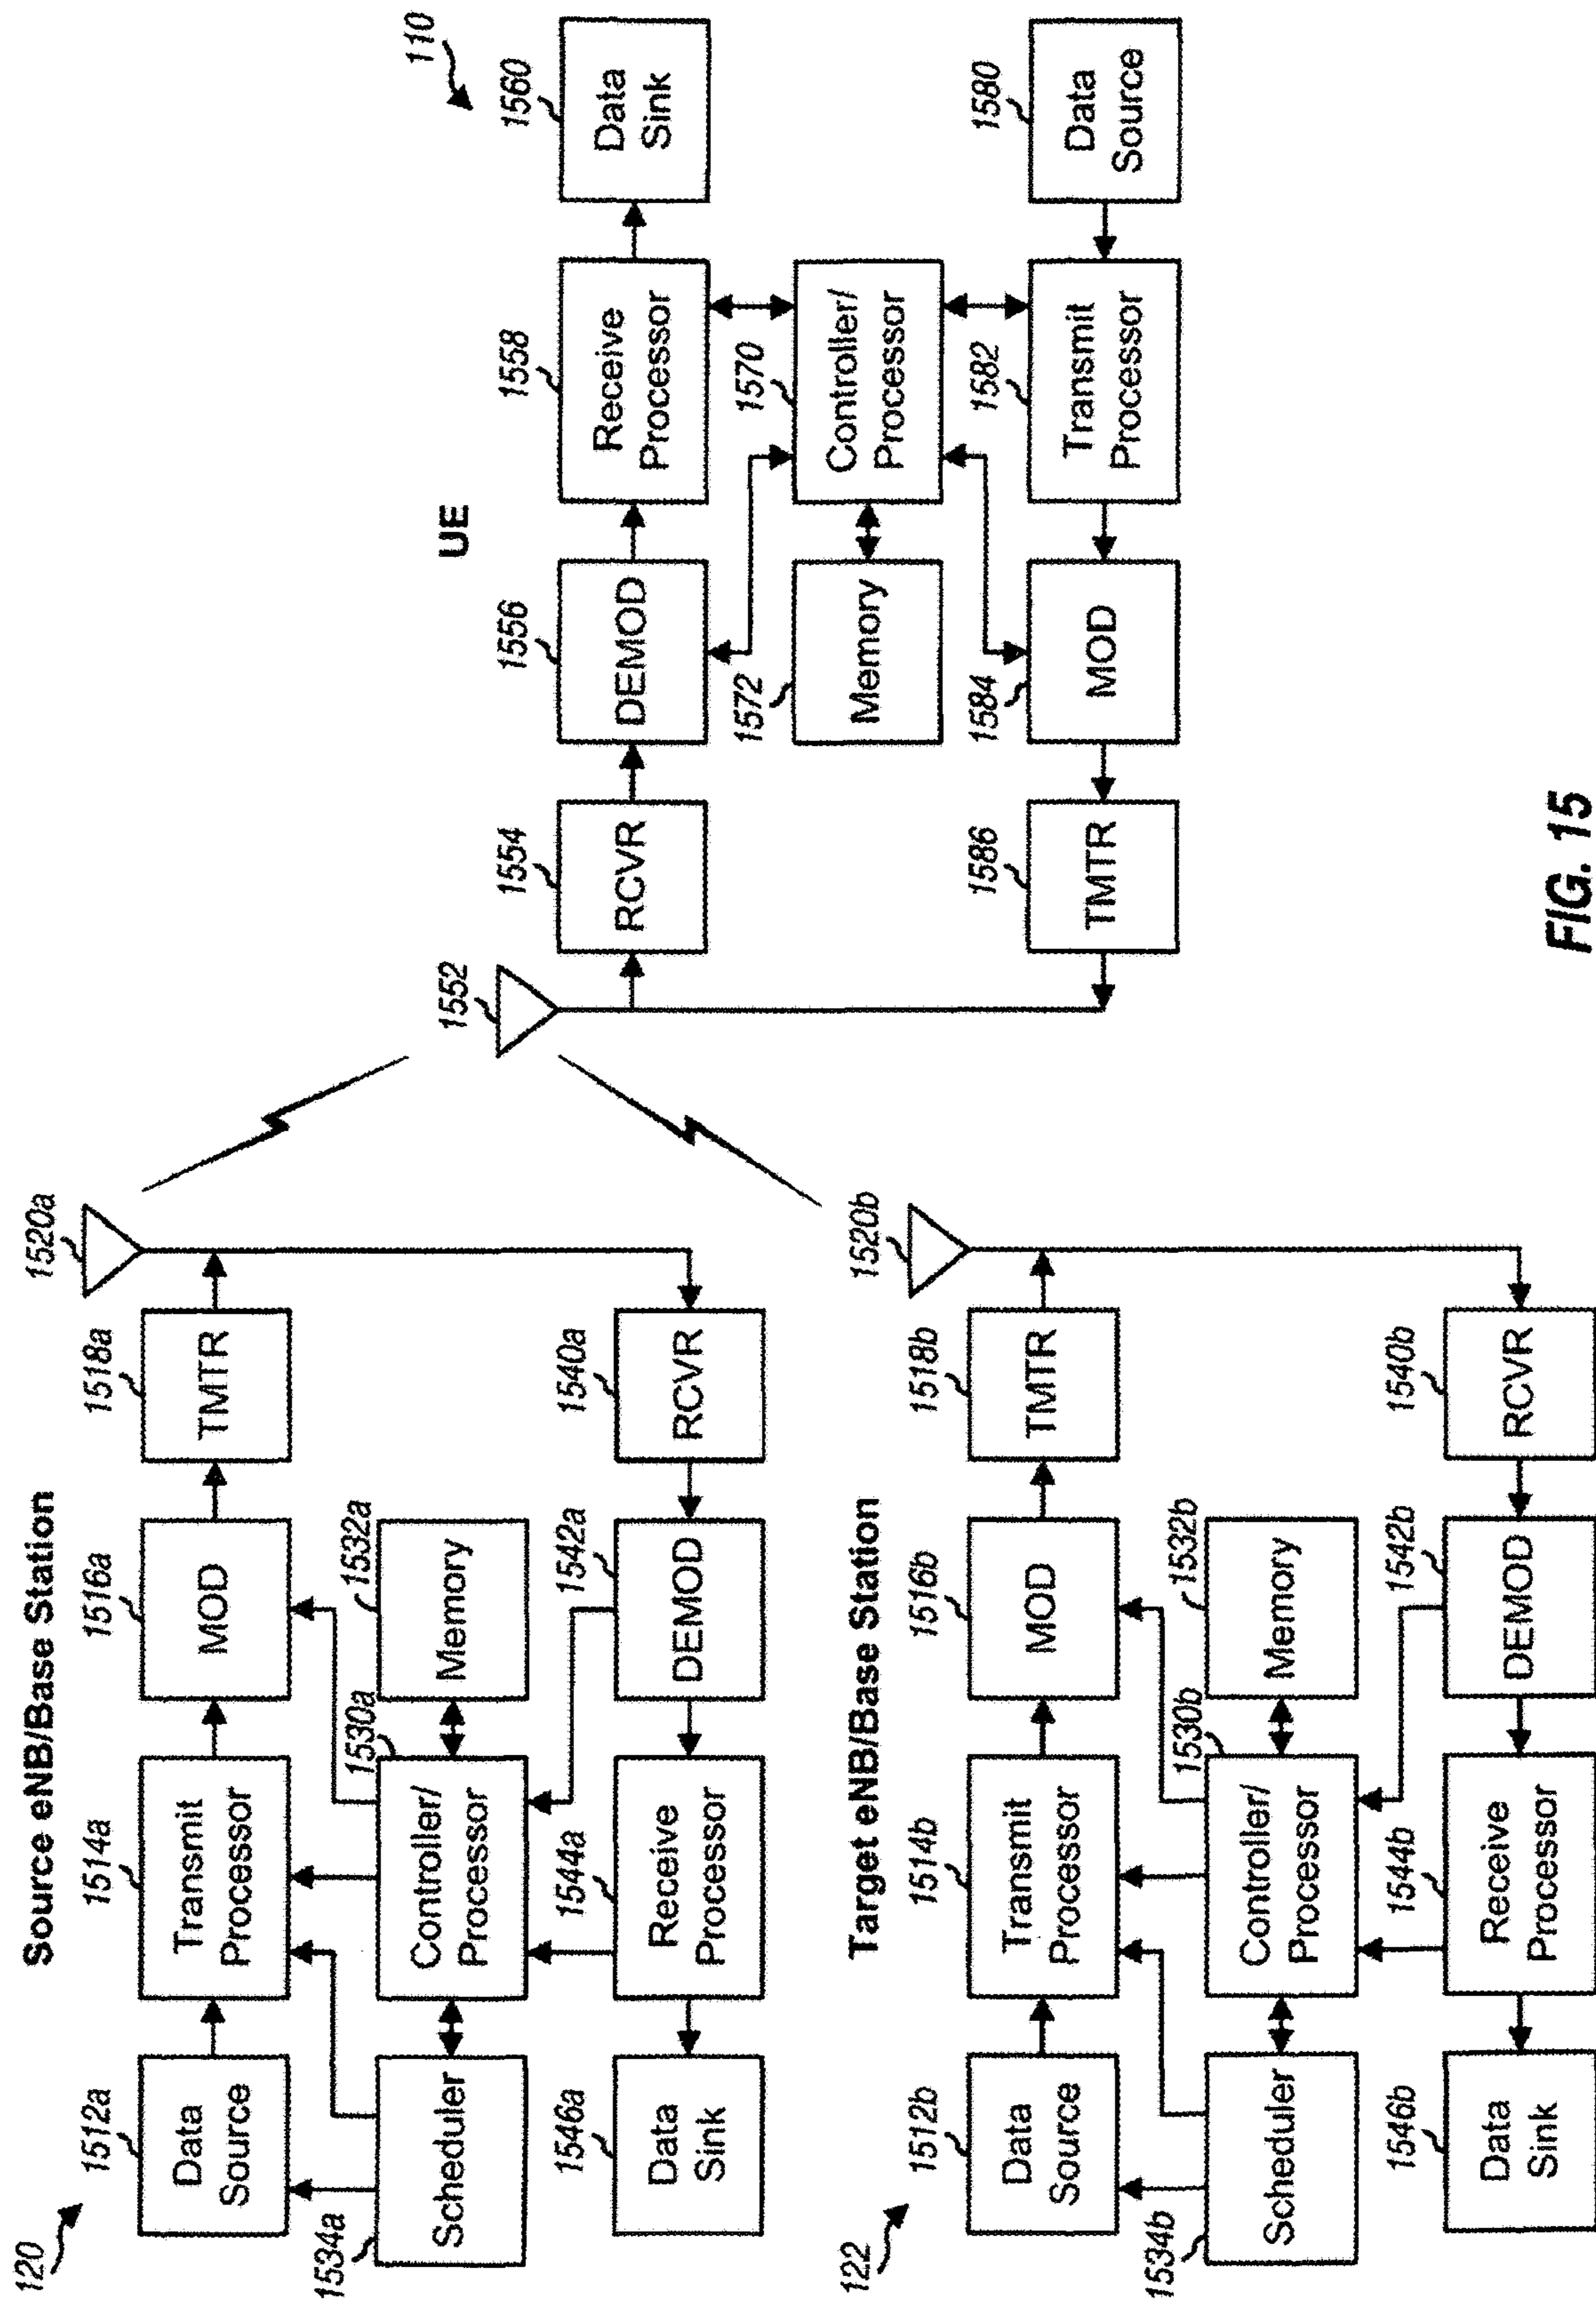 120
Source eNB/Base Station
1512a
Data
Source
1514a
Transmit
Processor
1516a
MOD
1518a
TMTR
1520a
1534a
Scheduler
1530a
Controller/
Processor
1532a
Memory
1546a
Data
Sink
1544a
Receive
Processor
1542a
DEMOD
1540a
RCVR
122
Target eNB/Base Station
1512b
Data
Source
1514b
Transmit
Processor
1516b
MOD
1518b
TMTR
1520b
1534b
Scheduler
1530b
Controller/
Processor
1532b
Memory
1546b
Data
Sink
1544b
Receive
Processor
1542b
DEMOD
1540b
RCVR
UE
110
1552
1554
RCVR
1556
DEMOD
1558
Receive
Processor
1560
Data
Sink
1572
Memory
1570
Controller/
Processor
1586
TMTR
1584
MOD
1582
Transmit
Processor
1580
Data
Source
FIG. 15